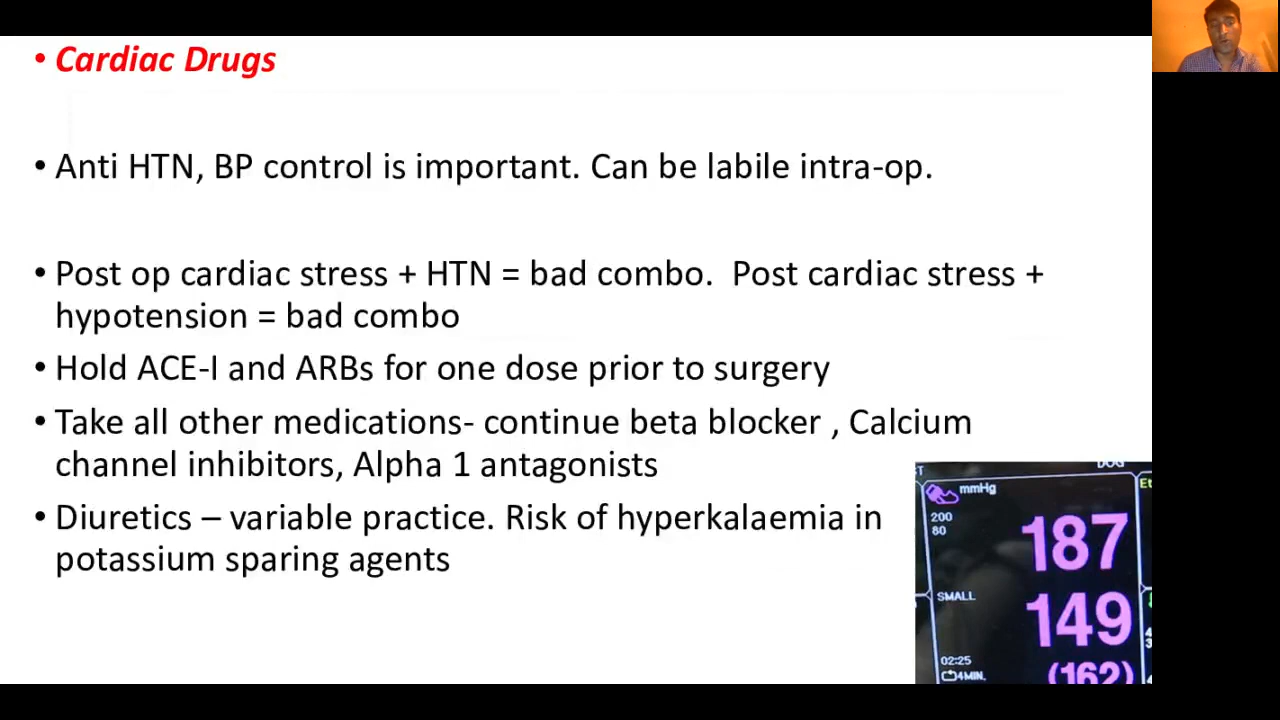 • Cardiac Drugs
• Anti HTN, BP control is important. Can be labile intra-op.
• Post op cardiac stress + HTN = bad combo.  Post cardiac stress +
hypotension = bad combo
• Hold ACE-I and ARBs for one dose prior to surgery
• Take all other medications- continue beta blocker , Calcium
channel inhibitors, Alpha 1 antagonists
• Diuretics – variable practice. Risk of hyperkalaemia in
potassium sparing agents
DOG
mmHg
Et
200
80
187
SMALL
149
02:25
4MIN.
(162)